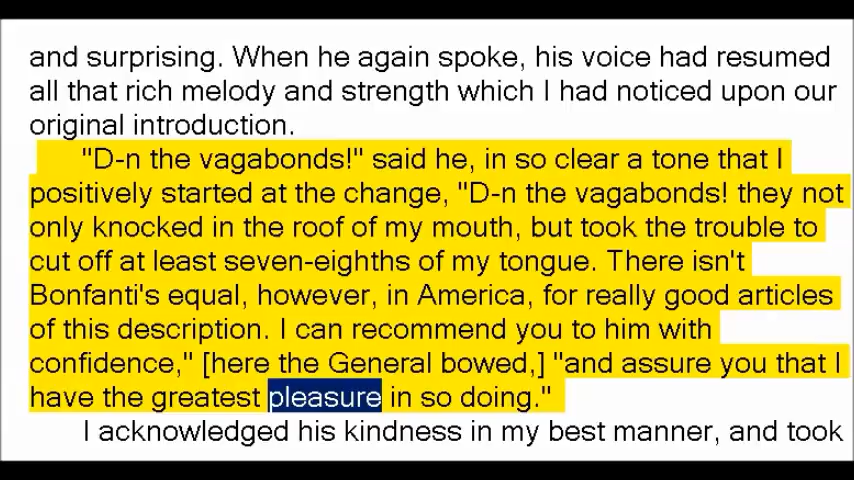 and surprising. When he again spoke, his voice had resumed
all that rich melody and strength which I had noticed upon our
original introduction.
"D-n the vagabonds!" said he, in so clear a tone that I
positively started at the change, "D-n the vagabonds! they not
only knocked in the roof of my mouth, but took the trouble to
cut off at least seven-eighths of my tongue. There isn't
Bonfanti's equal, however, in America, for really good articles
of this description. I can recommend you to him with
confidence," [here the General bowed,] "and assure you that I
have the greatest pleasure in so doing."
I acknowledged his kindness in my best manner, and took